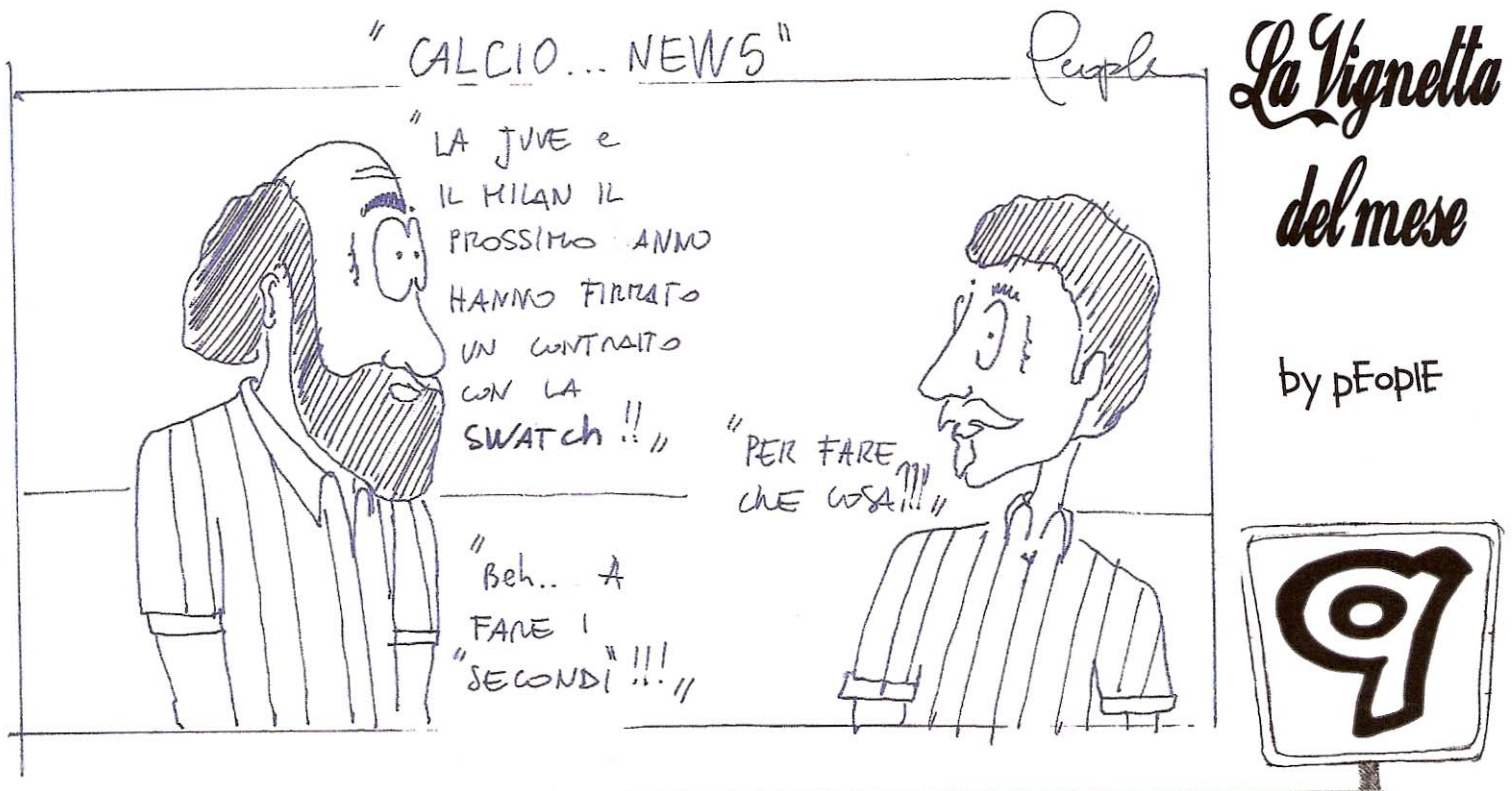 "CALCIO... NEWS"
People
"LA JUVE e
IL MILAN IL
PROSSIMO ANNO
HANNO FIRMATO
UN CONTRATTO
CON LA
SWATch!!"
"PER FARE
CHE COSA!!!"
"Beh.. A
FARE I
"SECONDI"!!!"
La Vignetta
del mese
by pEoplE
q